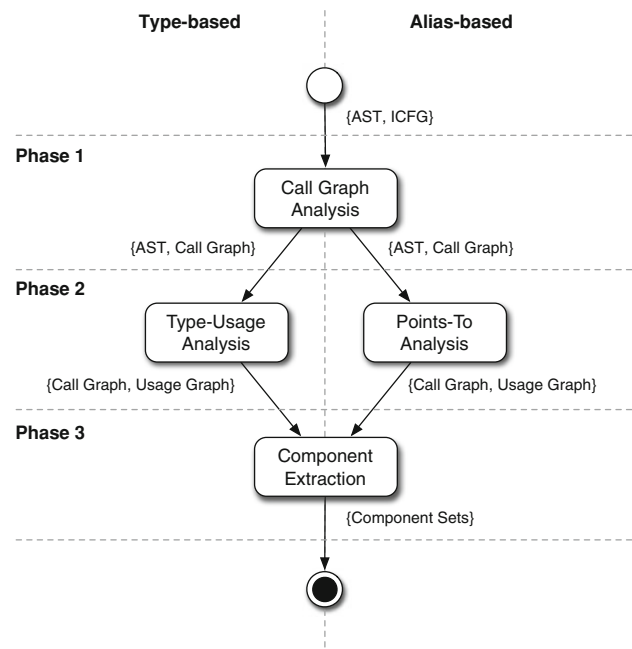 Type-based
Alias-based
{AST, ICFG}
Phase 1
Call Graph
Analysis
{AST, Call Graph}
{AST, Call Graph}
Phase 2
Type-Usage
Analysis
Points-To
Analysis
{Call Graph, Usage Graph}
{Call Graph, Usage Graph}
Phase 3
Component
Extraction
{Component Sets}